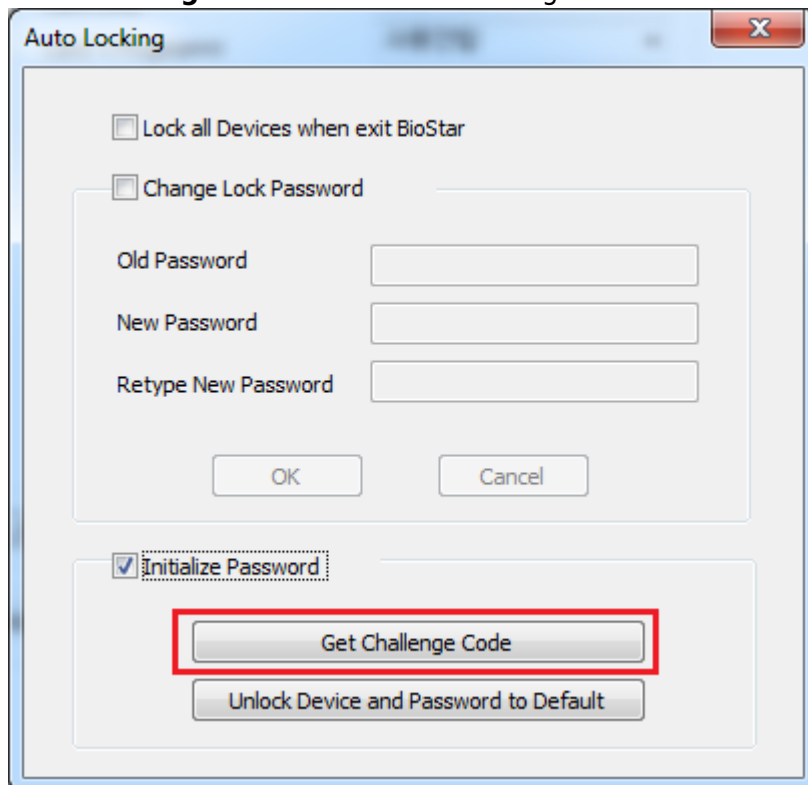 Auto Locking
Lock all Devices when exit BioStar
Change Lock Password
Old Password
New Password
Retype New Password
OK Cancel
Initialize Password
Get Challenge Code
Unlock Device and Password to Default